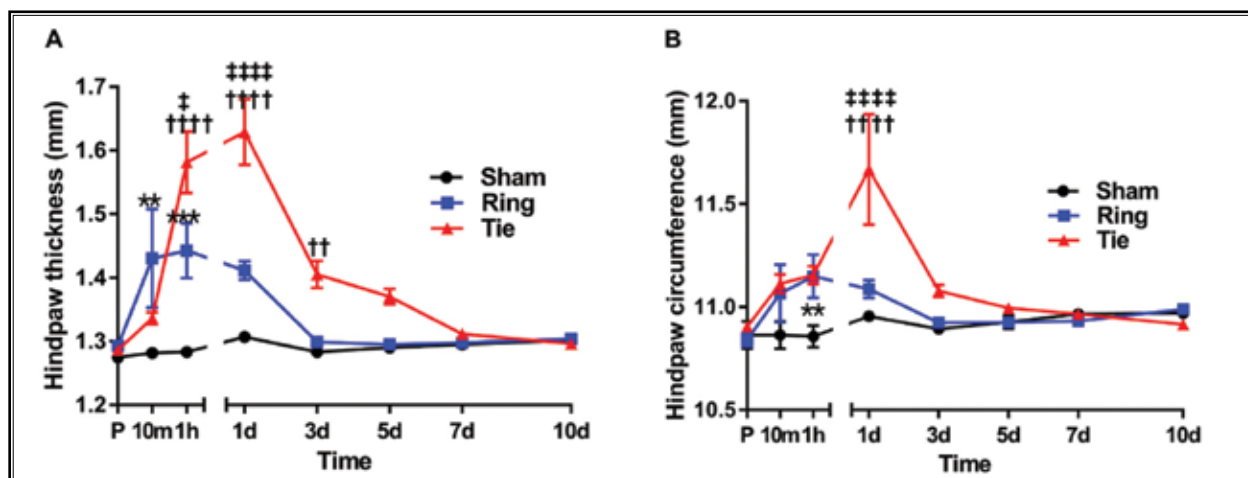 A
Hindpaw thickness (mm)
1.7
1.6
1.5
1.4
1.3
1.2
‡
††††
‡‡‡‡
††††
**
***
††
Sham
Ring
Tie
P 10m 1h 1d 3d 5d 7d 10d
Time
B
Hindpaw circumference (mm)
12.0
11.5
11.0
10.5
‡‡‡‡
††††
**
Sham
Ring
Tie
P 10m 1h 1d 3d 5d 7d 10d
Time